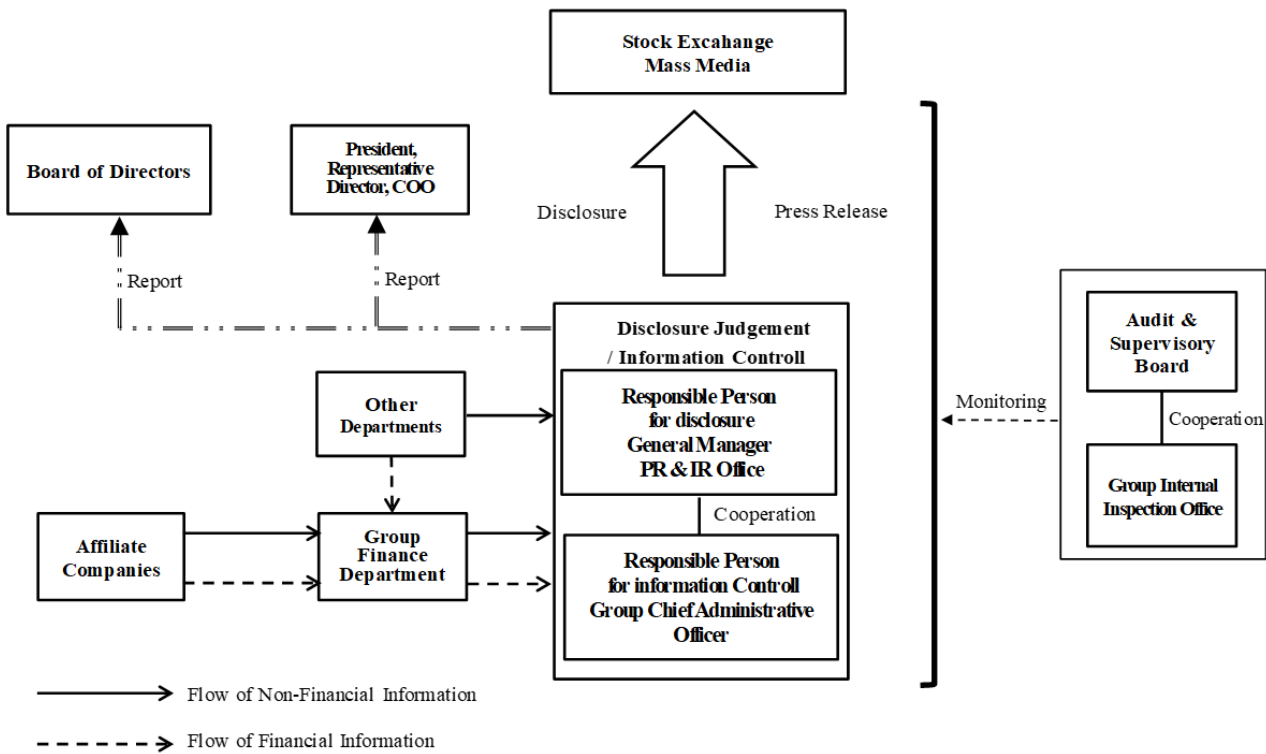 Stock Excahange
Mass Media
Board of Directors
President,
Representative
Director, COO
Disclosure
Press Release
Report
Report
Disclosure Judgement
/ Information Controll
Responsible Person
for disclosure
General Manager
PR & IR Office
Cooperation
Responsible Person
for information Controll
Group Chief Administrative
Officer
Other
Departments
Affiliate
Companies
Group
Finance
Department
Monitoring
Audit &
Supervisory
Board
Cooperation
Group Internal
Inspection Office
Flow of Non-Financial Information
Flow of Financial Information